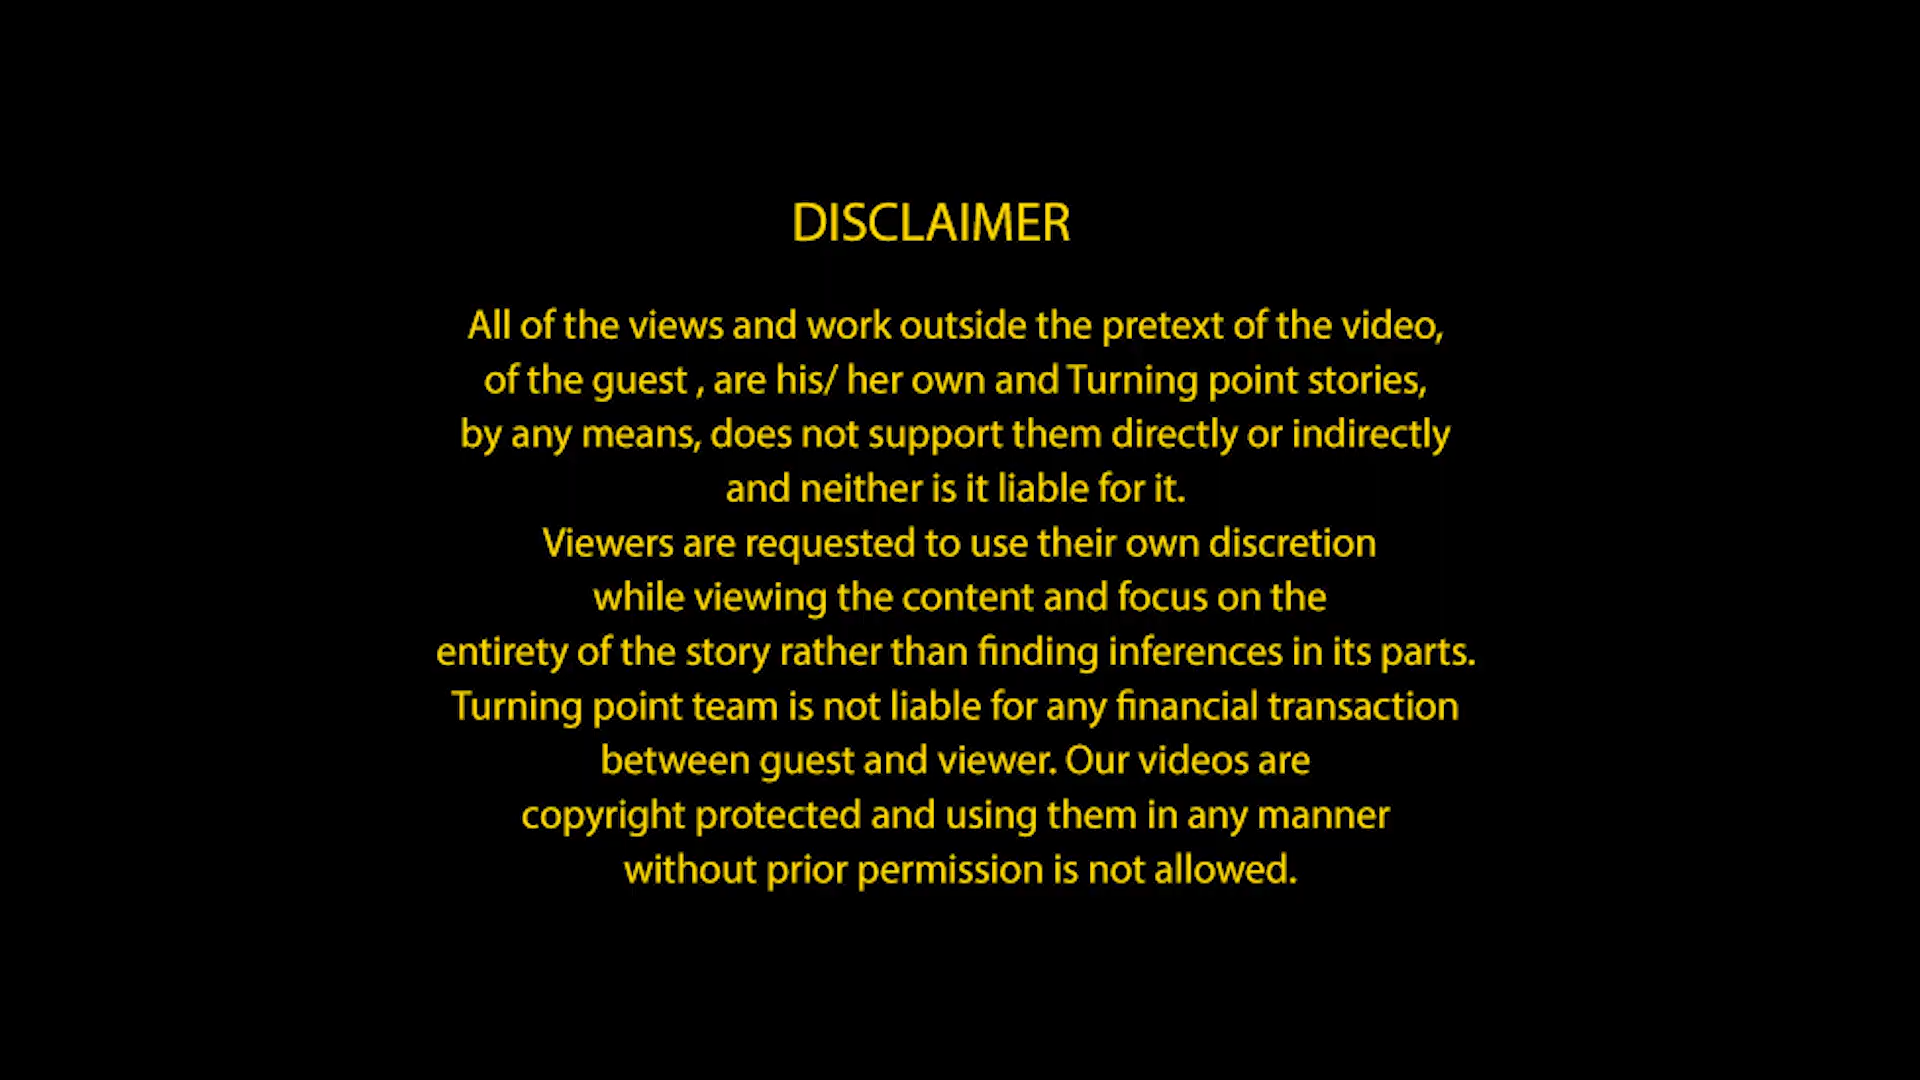 DISCLAIMER
All of the views and work outside the pretext of the video,
of the guest , are his/ her own and Turning point stories,
by any means, does not support them directly or indirectly
and neither is it liable for it.
Viewers are requested to use their own discretion
while viewing the content and focus on the
entirety of the story rather than finding inferences in its parts.
Turning point team is not liable for any financial transaction
between guest and viewer. Our videos are
copyright protected and using them in any manner
without prior permission is not allowed.